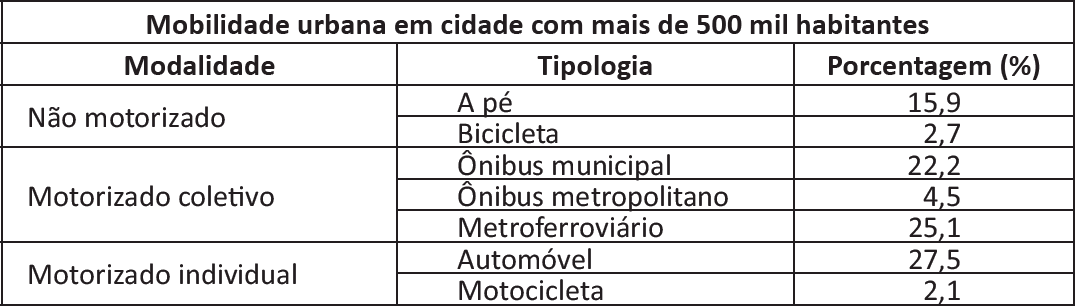 Mobilidade urbana em cidade com mais de 500 mil habitantes
Modalidade Tipologia Porcentagem (%)
Não motorizado A pé 15,9
Bicicleta 2,7
Motorizado coletivo Ônibus municipal 22,2
Ônibus metropolitano 4,5
Metroferroviário 25,1
Motorizado individual Automóvel 27,5
Motocicleta 2,1